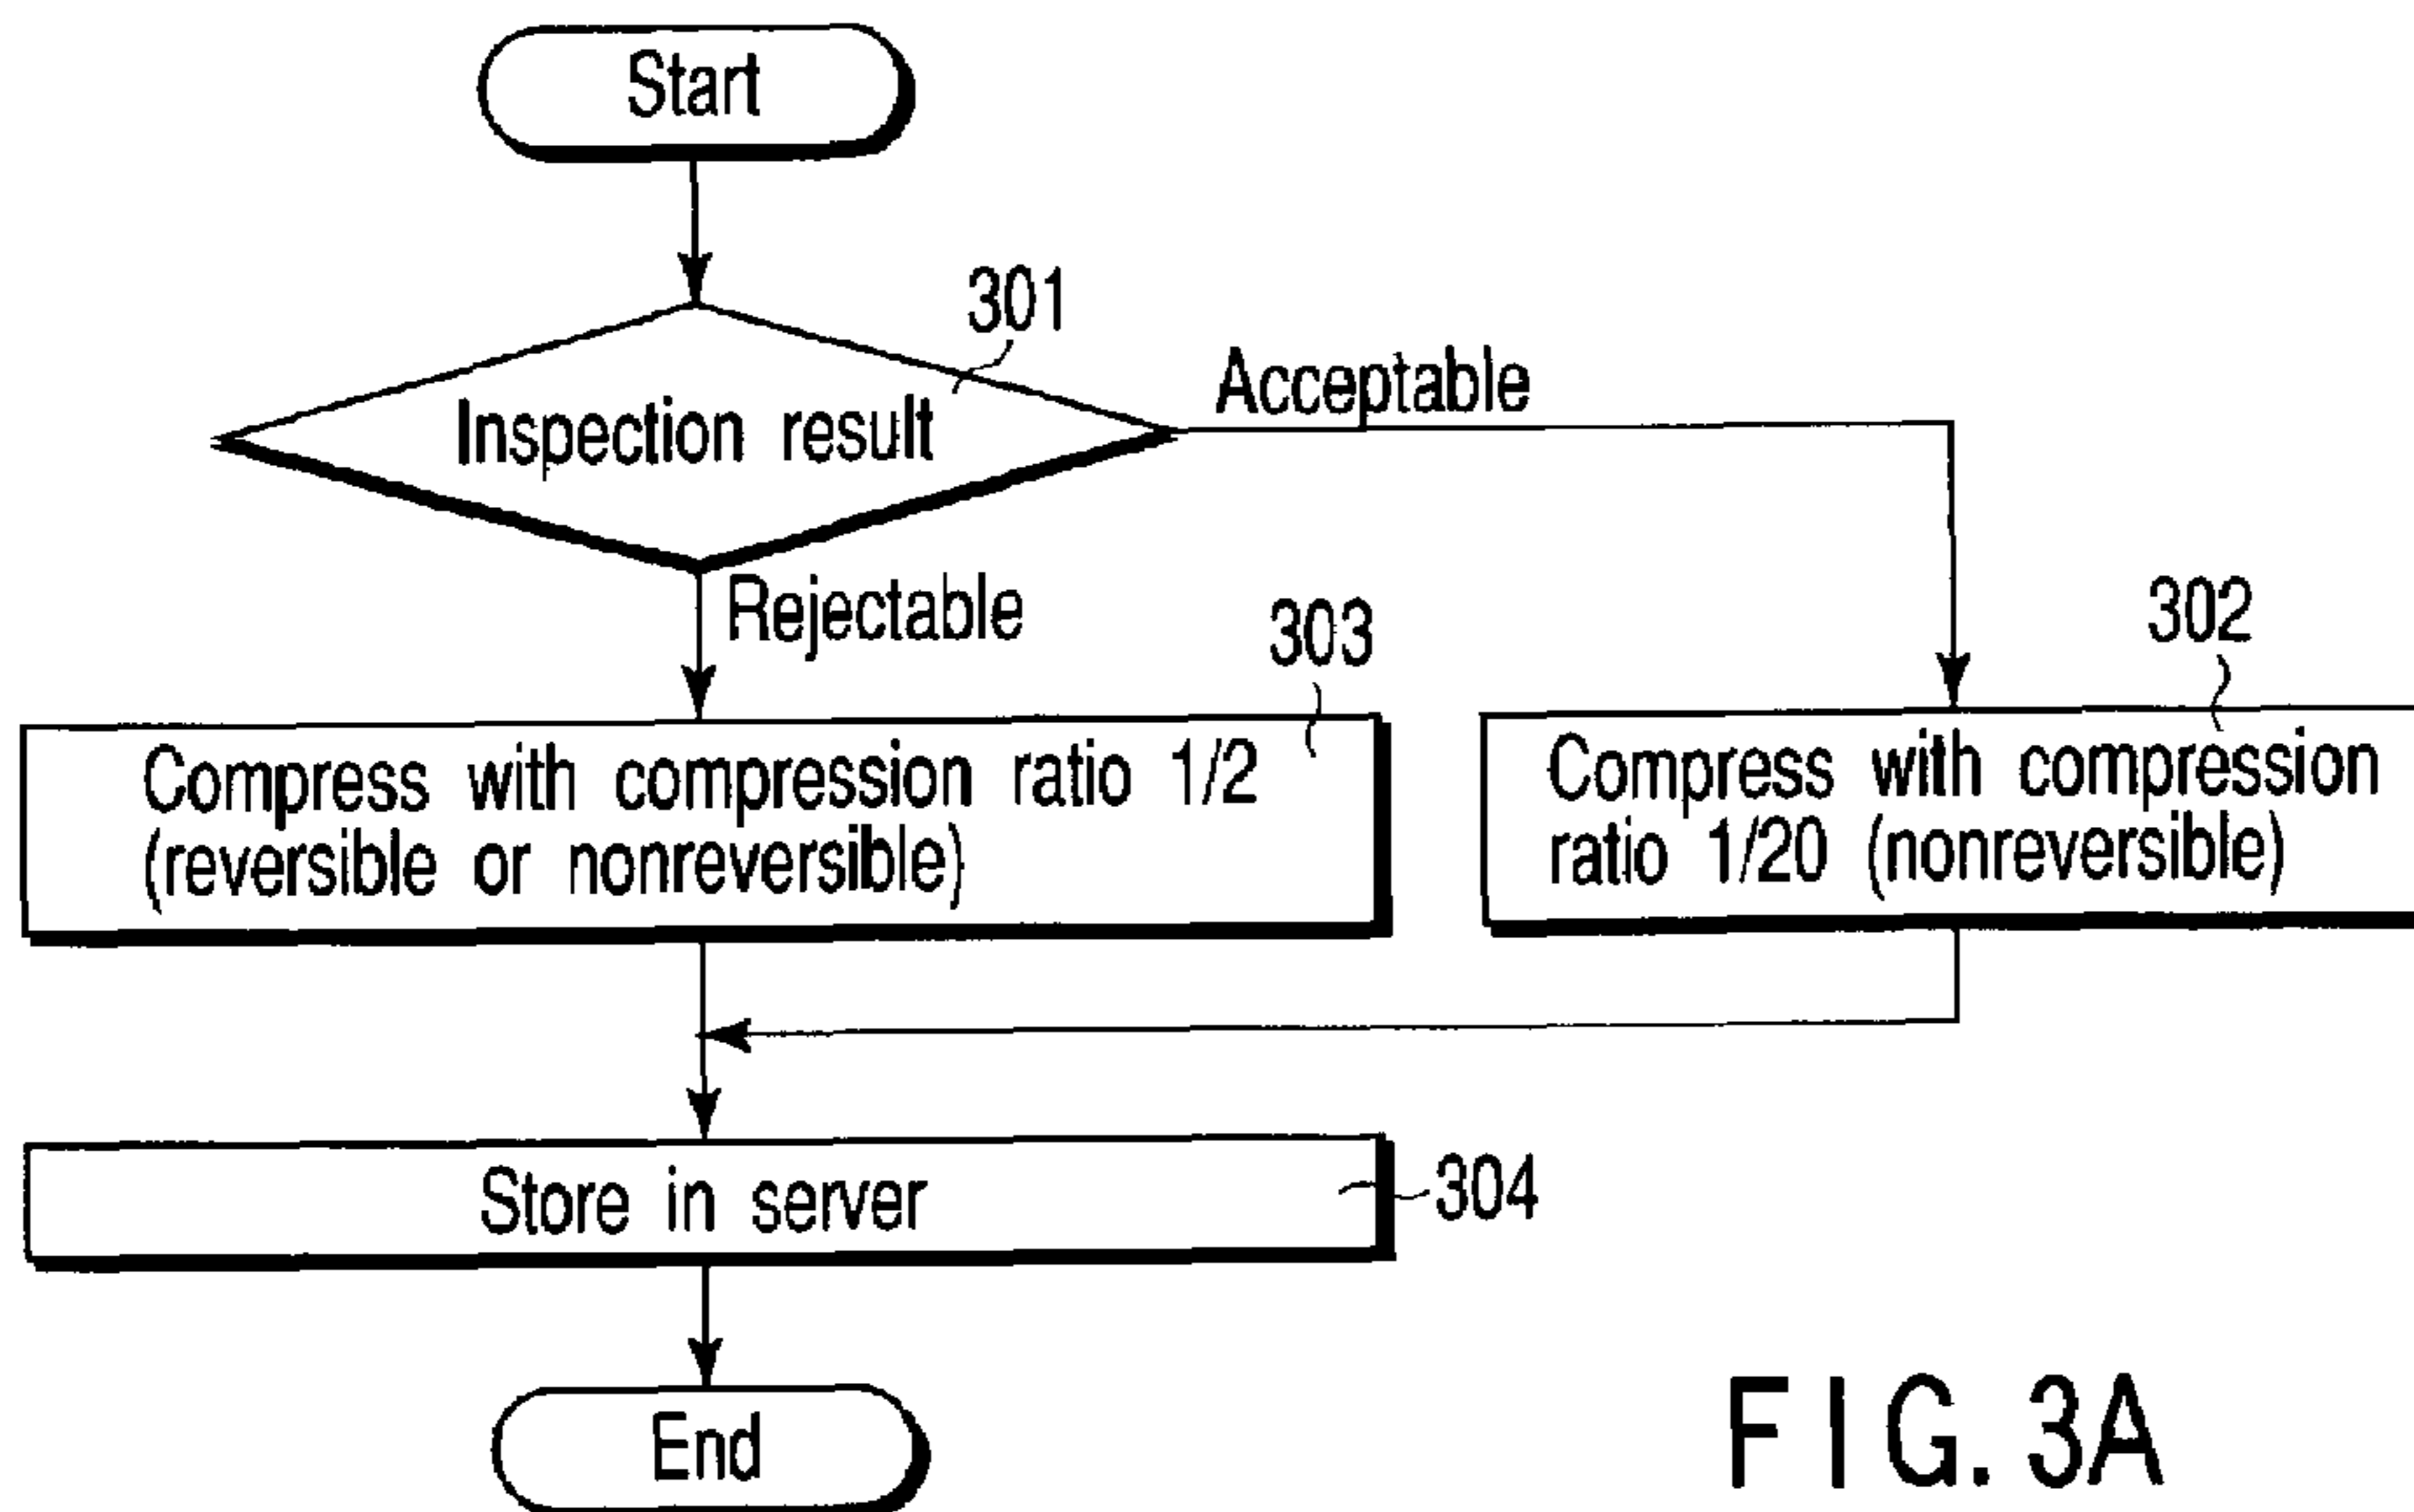 Start
301
Inspection result
Acceptable
Rejectable
303
302
Compress with compression ratio 1/2
(reversible or nonreversible)
Compress with compression
ratio 1/20 (nonreversible)
Store in server
304
End
FIG. 3A